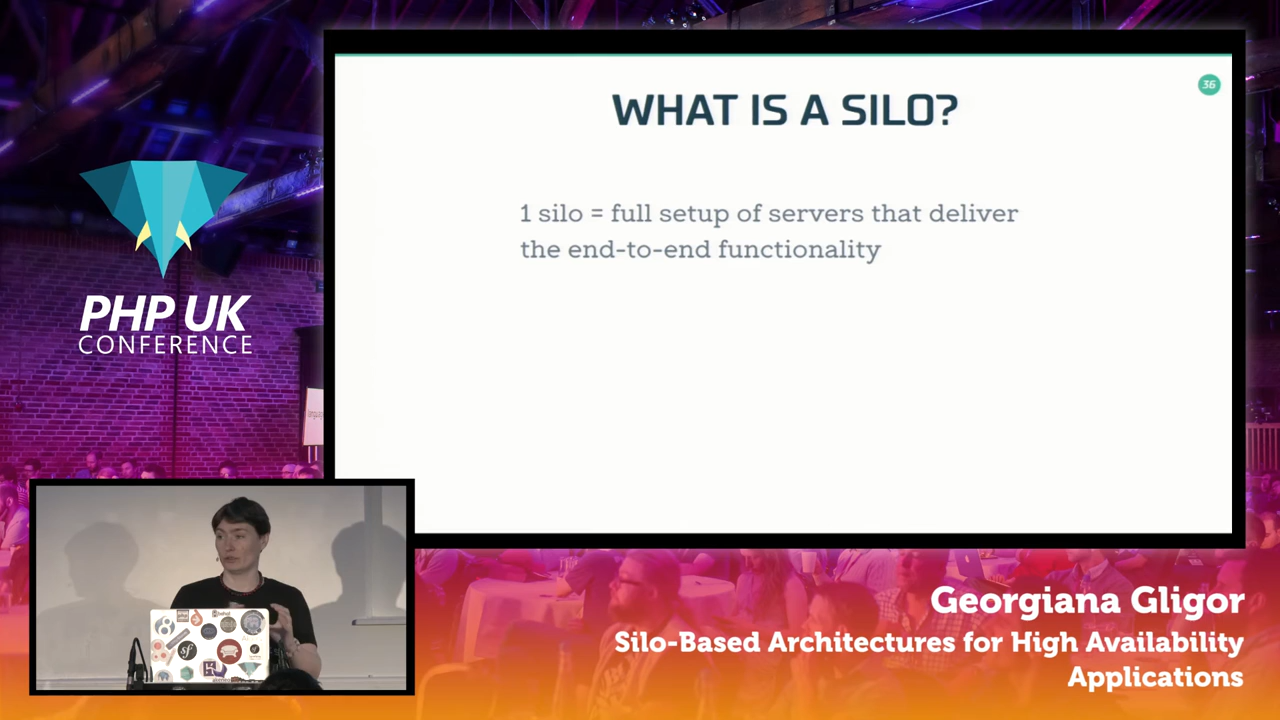 36
WHAT IS A SILO?
1 silo = full setup of servers that deliver
the end-to-end functionality
PHP UK
CONFERENCE
Georgiana Gligor
Silo-Based Architectures for High Availability
Applications
sf